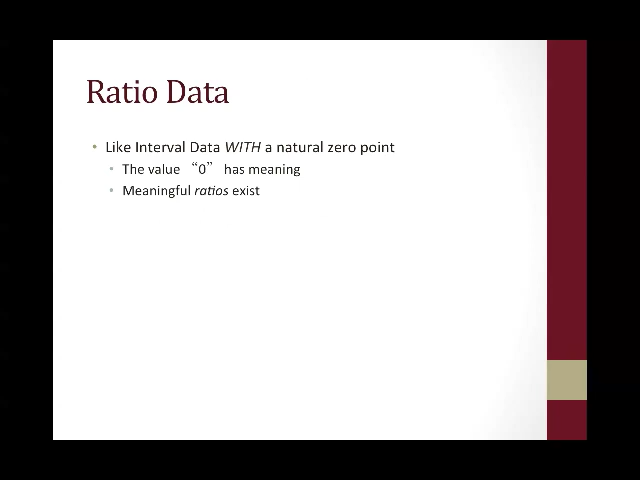 Ratio Data
• Like Interval Data WITH a natural zero point
• The value “0” has meaning
• Meaningful ratios exist